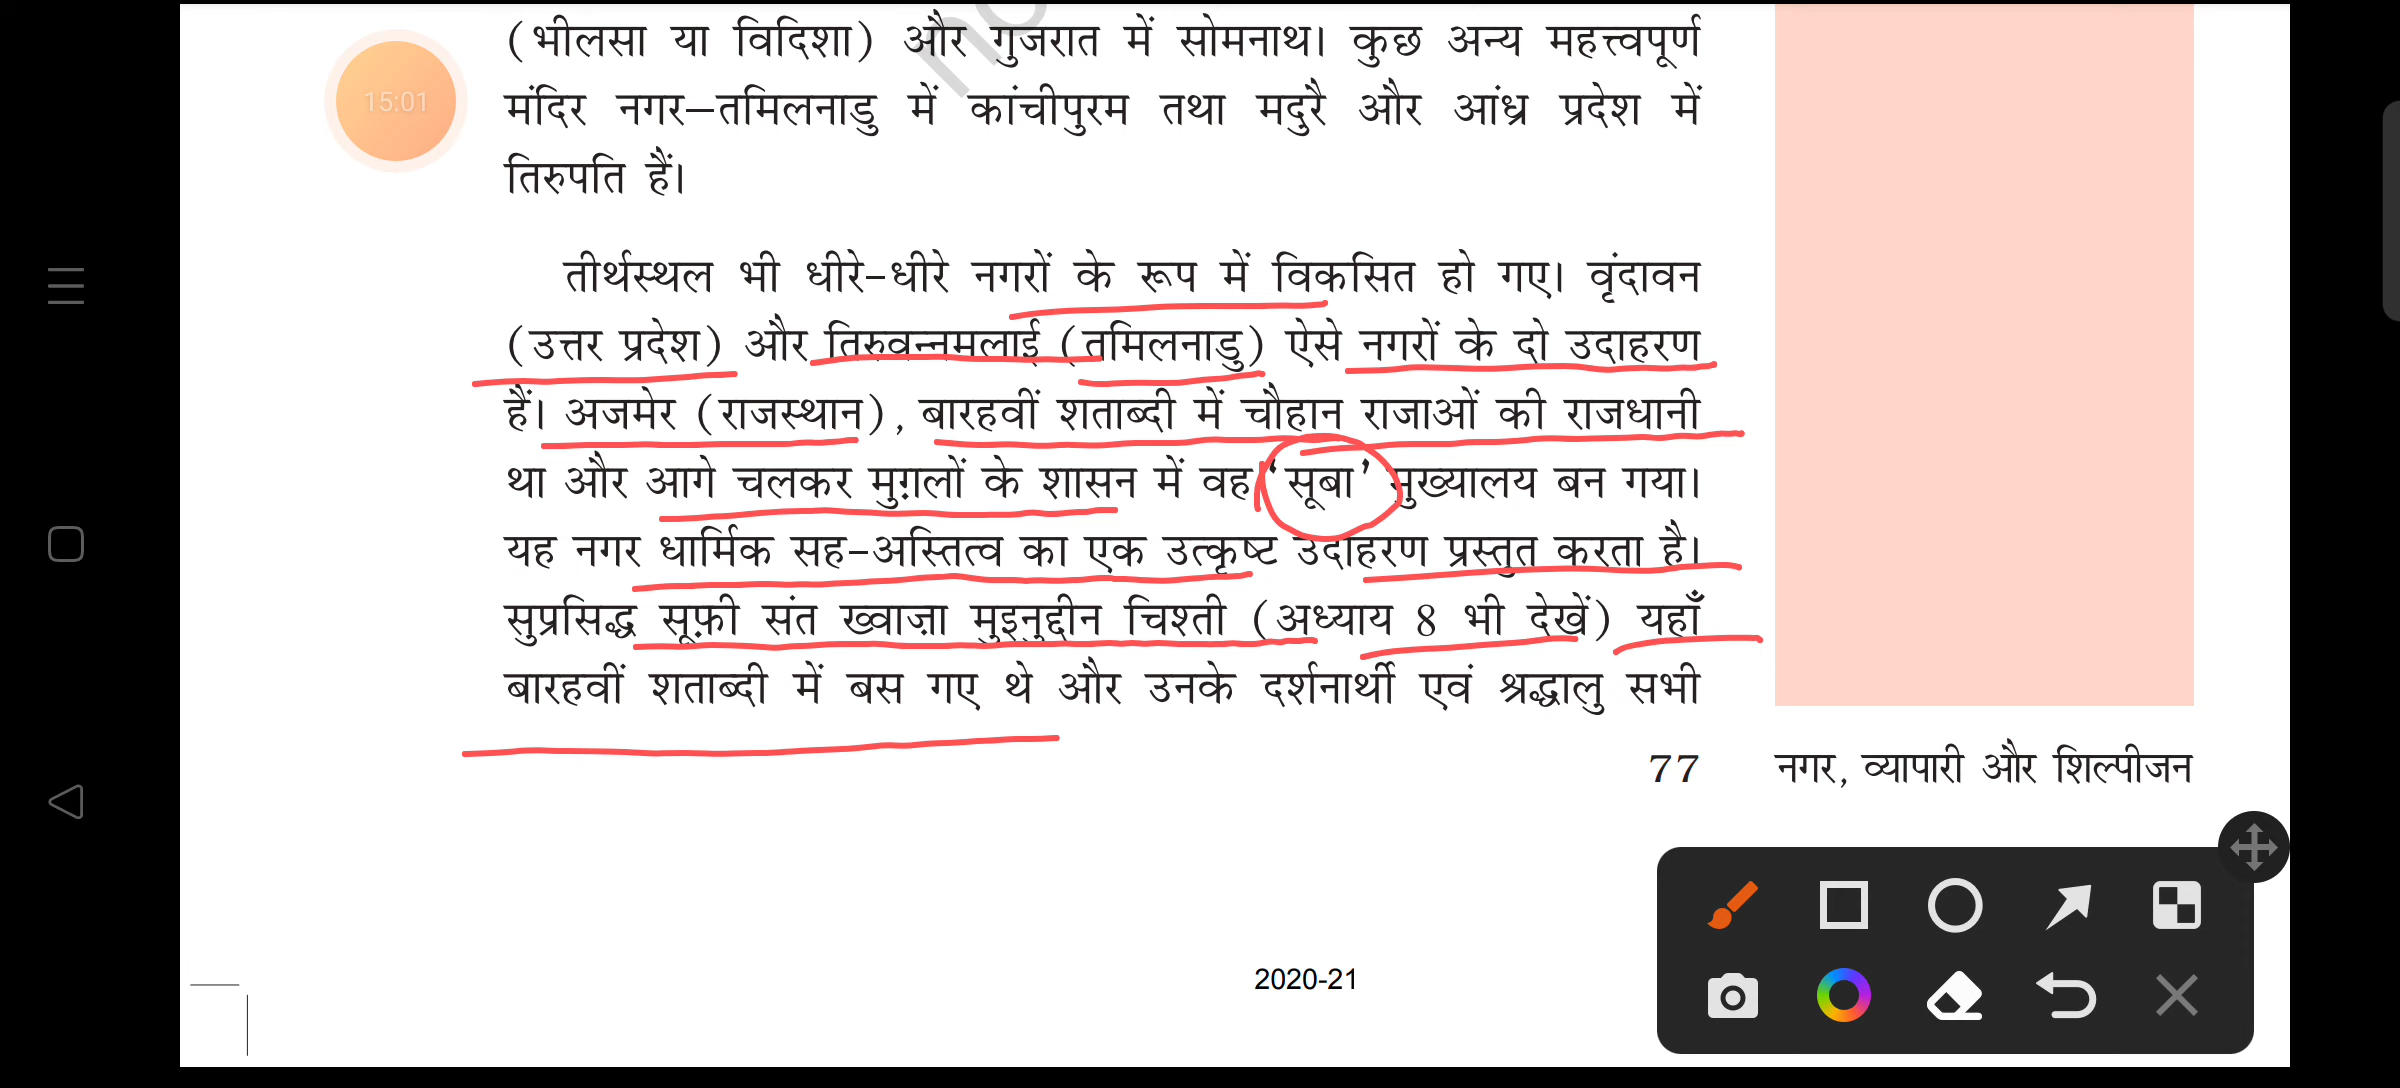 (भीलसा या विदिशा) और गुजरात में सोमनाथ। कुछ अन्य महत्त्वपूर्ण
15:01
मंदिर नगर–तमिलनाडु में कांचीपुरम तथा मदुरै और आंध्र प्रदेश में
तिरुपति हैं।
तीर्थस्थल भी धीरे-धीरे नगरों के रूप में विकसित हो गए। वृंदावन
(उत्तर प्रदेश) और तिरुवन्नमलाई (तमिलनाडु) ऐसे नगरों के दो उदाहरण
हैं। अजमेर (राजस्थान), बारहवीं शताब्दी में चौहान राजाओं की राजधानी
था और आगे चलकर मुग़लों के शासन में वह ‘सूबा’ मुख्यालय बन गया।
यह नगर धार्मिक सह-अस्तित्व का एक उत्कृष्ट उदाहरण प्रस्तुत करता है।
सुप्रसिद्ध सूफ़ी संत ख्वाज़ा मुइनुद्दीन चिश्ती (अध्याय 8 भी देखें) यहाँ
बारहवीं शताब्दी में बस गए थे और उनके दर्शनार्थी एवं श्रद्धालु सभी
77 नगर, व्यापारी और शिल्पीजन
2020-21